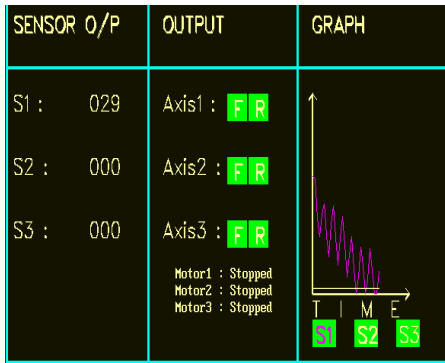 SENSOR O/P OUTPUT GRAPH
S1 : 029 Axis1 : F R
S2 : 000 Axis2 : F R
S3 : 000 Axis3 : F R
Motor1 : Stopped
Motor2 : Stopped
Motor3 : Stopped
T I M E
S1 S2 S3